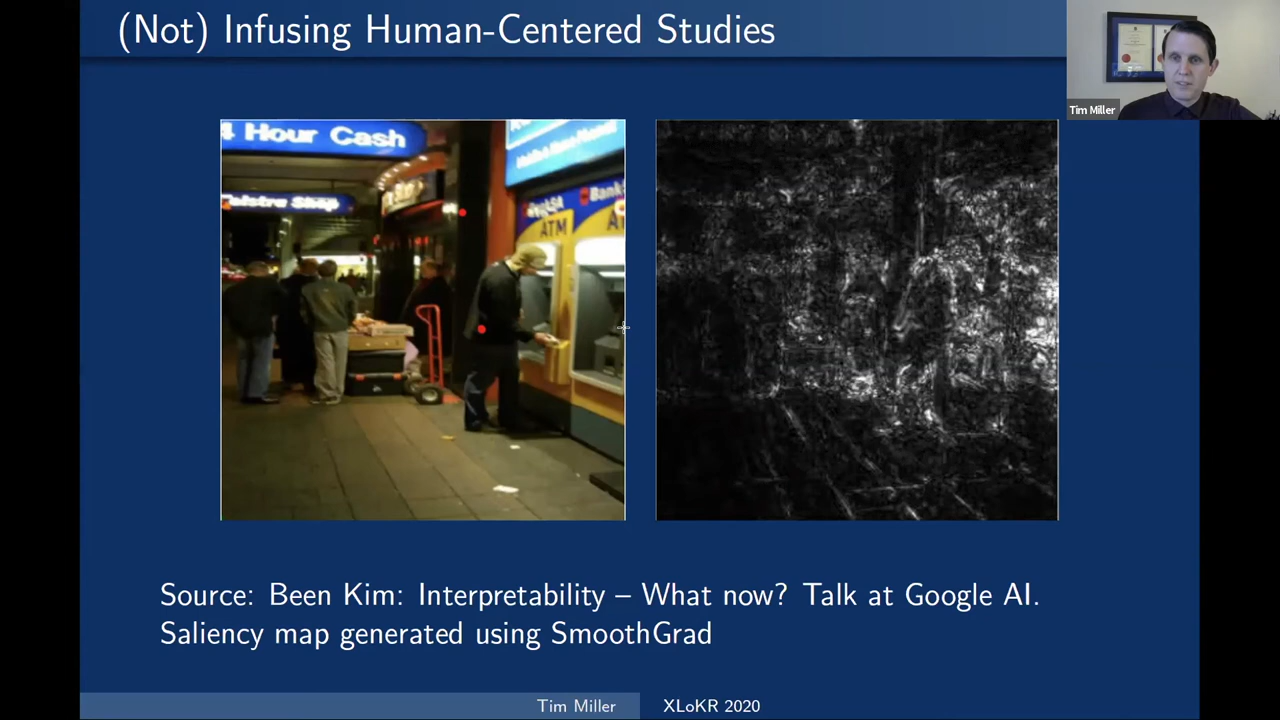 (Not) Infusing Human-Centered Studies
Tim Miller
4 Hour Cash
Telstra Shop
BankSA
Bank
ATM
Source: Been Kim: Interpretability – What now? Talk at Google AI.
Saliency map generated using SmoothGrad
Tim Miller
XLoKR 2020